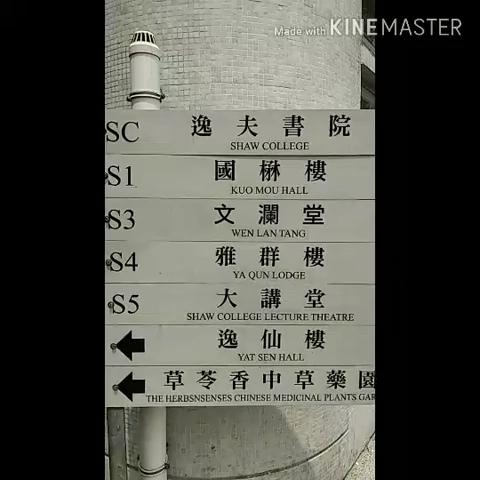 Made with KINEMASTER
SC 逸夫書院
SHAW COLLEGE
S1 國楙樓
KUO MOU HALL
S3 文瀾堂
WEN LAN TANG
S4 雅群樓
YA QUN LODGE
S5 大講堂
SHAW COLLEGE LECTURE THEATRE
逸仙樓
YAT SEN HALL
草苓香中草藥園
THE HERBSNSENSES CHINESE MEDICINAL PLANTS GAR